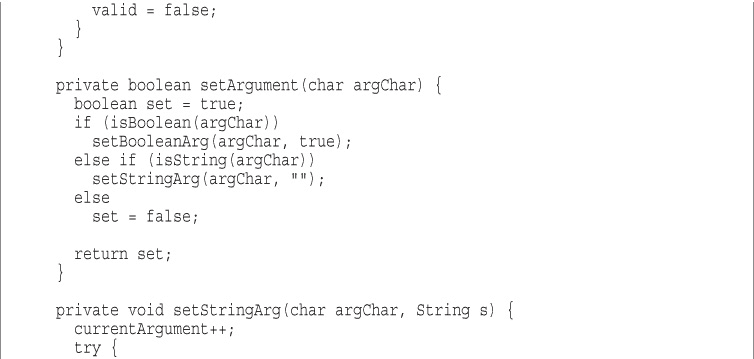 valid = false;
    }
  }

  private boolean setArgument(char argChar) {
    boolean set = true;
    if (isBoolean(argChar))
      setBooleanArg(argChar, true);
    else if (isString(argChar))
      setStringArg(argChar, "");
    else
      set = false;

    return set;
  }

  private void setStringArg(char argChar, String s) {
    currentArgument++;
    try {